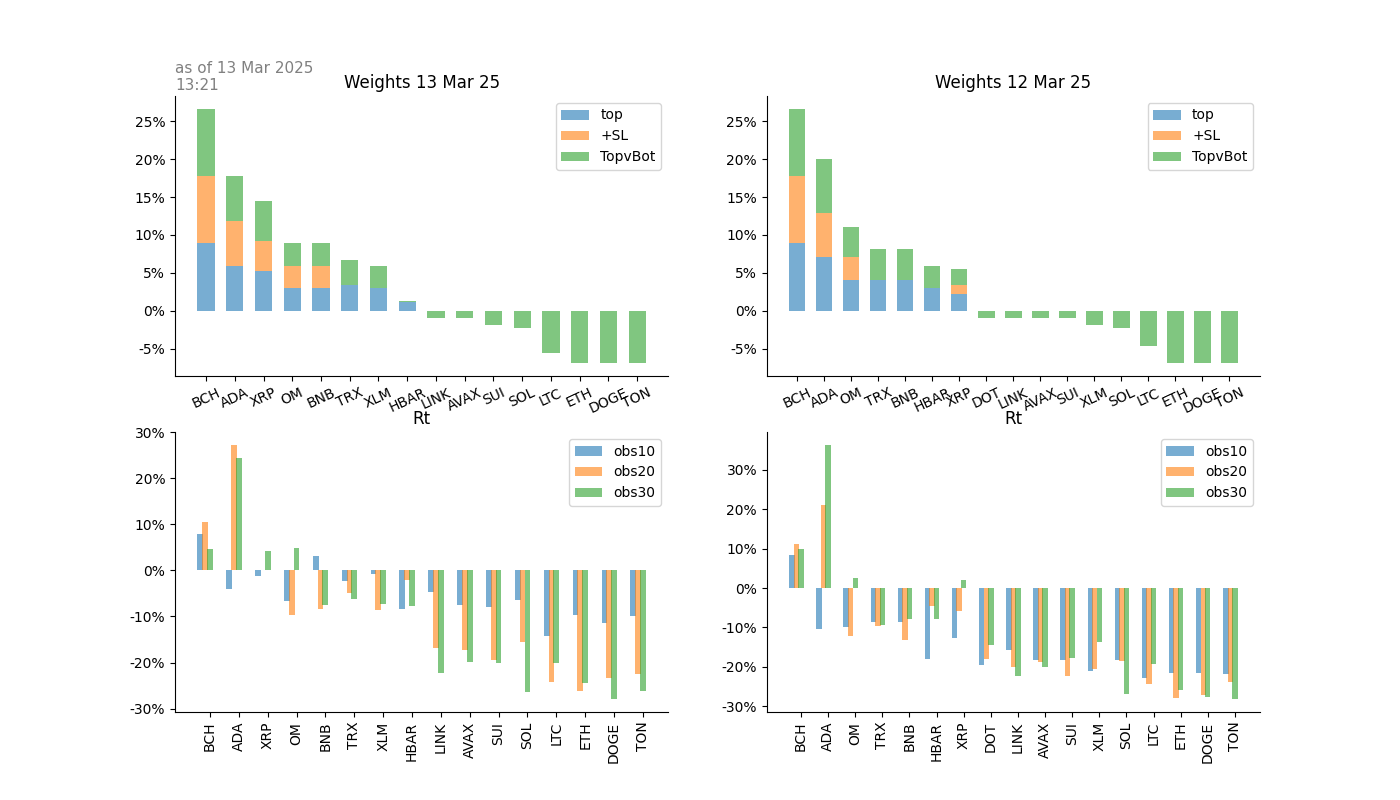 as of 13 Mar 2025
13:21
Weights 13 Mar 25
top
+SL
TopvBot
25%
20%
15%
10%
5%
0%
-5%
BCH ADA XRP OM BNB TRX XLM HBAR LINK AVAX SUI SOL LTC ETH DOGE TON
Weights 12 Mar 25
top
+SL
TopvBot
25%
20%
15%
10%
5%
0%
-5%
BCH ADA OM TRX BNB HBAR XRP DOT LINK AVAX SUI XLM SOL LTC ETH DOGE TON
Rt
obs10
obs20
obs30
30%
20%
10%
0%
-10%
-20%
-30%
BCH ADA XRP OM BNB TRX XLM HBAR LINK AVAX SUI SOL LTC ETH DOGE TON
Rt
obs10
obs20
obs30
30%
20%
10%
0%
-10%
-20%
-30%
BCH ADA OM TRX BNB HBAR XRP DOT LINK AVAX SUI XLM SOL LTC ETH DOGE TON